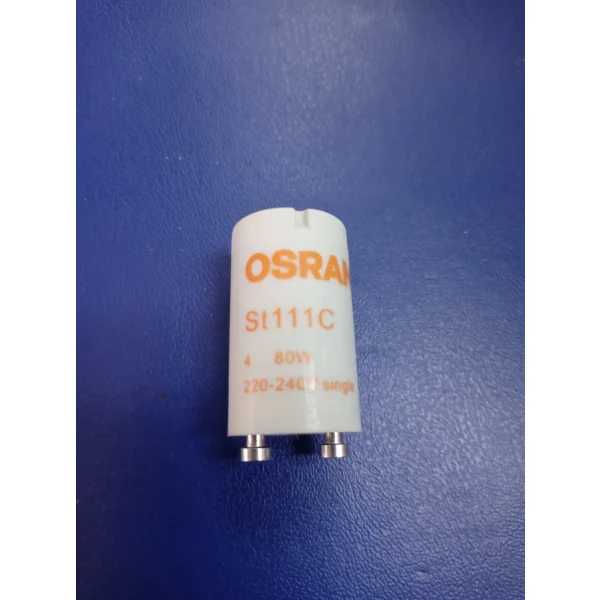 OSRAM
St111C
4 80W
220-240V single